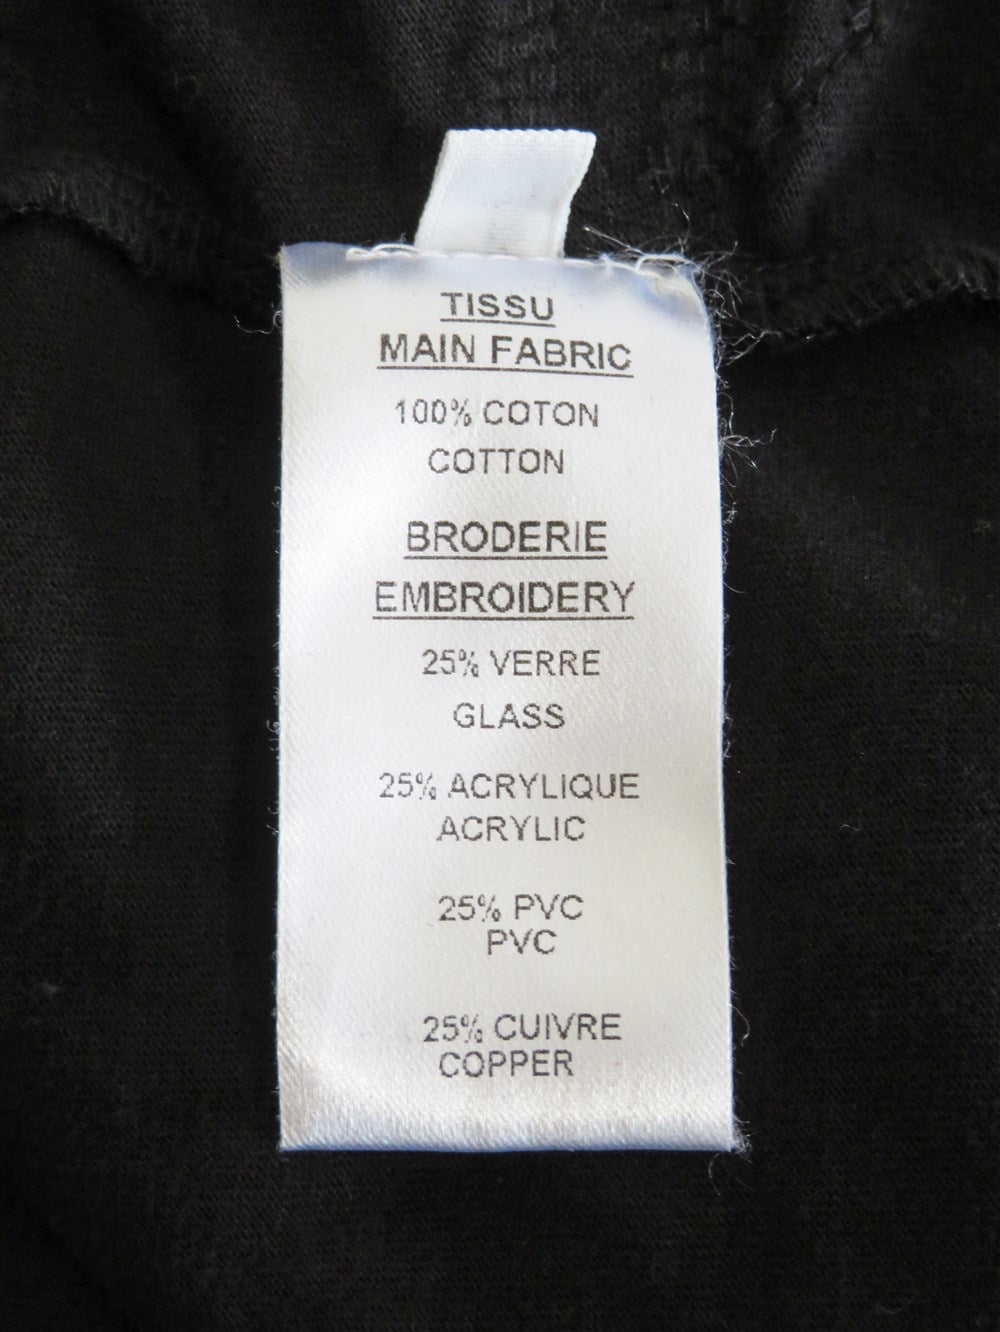 TISSU
MAIN FABRIC
100% COTON
COTTON
BRODERIE
EMBROIDERY
25% VERRE
GLASS
25% ACRYLIQUE
ACRYLIC
25% PVC
PVC
25% CUIVRE
COPPER